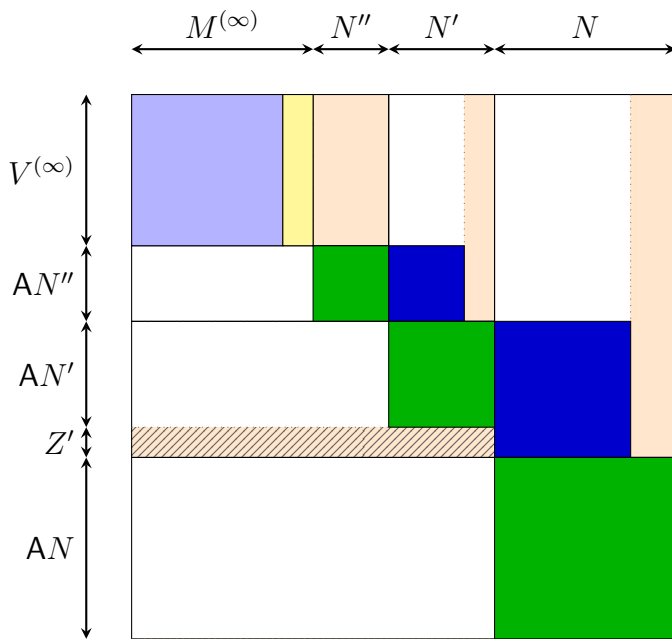 M^{(∞)} N″ N′ N
V^{(∞)}
AN″
AN′
Z′
AN